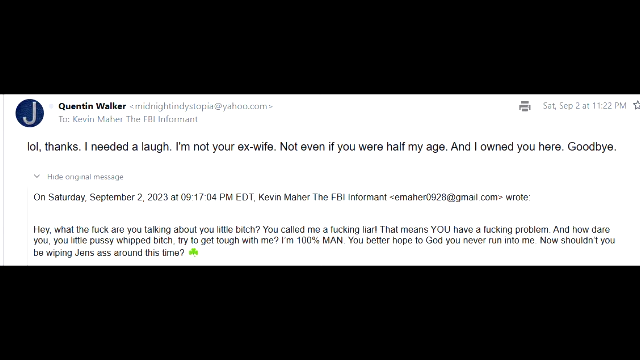 Quentin Walker <midnightindystopia@yahoo.com>
Sat, Sep 2 at 11:22 PM
To: Kevin Maher The FBI Informant
lol, thanks. I needed a laugh. I'm not your ex-wife. Not even if you were half my age. And I owned you here. Goodbye.
Hide original message
On Saturday, September 2, 2023 at 09:17:04 PM EDT, Kevin Maher The FBI Informant <emaher0928@gmail.com> wrote:
Hey, what the fuck are you talking about you little bitch? You called me a fucking liar! That means YOU have a fucking problem. And how dare
you, you little pussy whipped bitch, try to get tough with me? I'm 100% MAN. You better hope to God you never run into me. Now shouldn't you
be wiping Jens ass around this time? ☘️